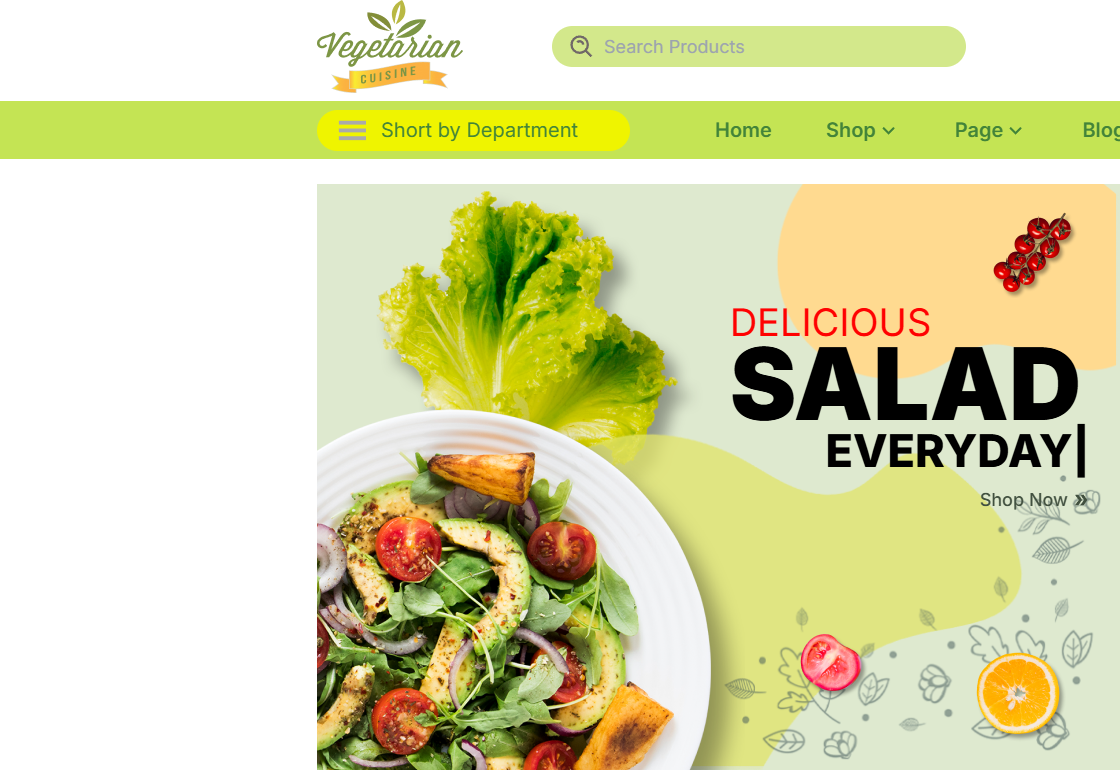 Vegetarian
CUISINE
Search Products
Short by Department
Home
Shop
Page
Blog
DELICIOUS
SALAD
EVERYDAY|
Shop Now »